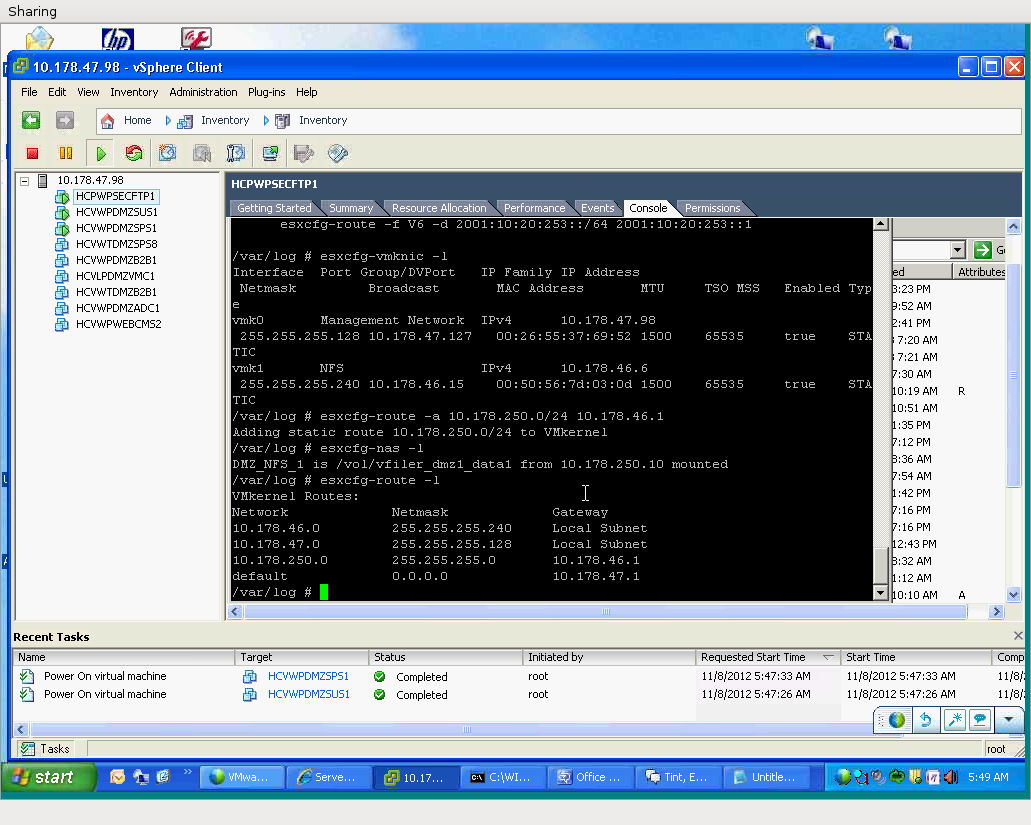 Sharing
10.178.47.98 - vSphere Client
File Edit View Inventory Administration Plug-ins Help
Home Inventory Inventory
10.178.47.98
HCPWPSECFTP1
HCVWPDMZSUS1
HCVWPDMZSPS1
HCVWTDMZSPS8
HCVWPDMZB2B1
HCVLPDMZVMC1
HCVWTDMZB2B1
HCVWPDMZADC1
HCVWPWEBCMS2
HCPWPSECFTP1
Getting Started Summary Resource Allocation Performance Events Console Permissions
esxcfg-route -f V6 -d 2001:10:20:253::/64 2001:10:20:253::1
/var/log # esxcfg-vmknic -l
Interface Port Group/DVPort IP Family IP Address
Netmask Broadcast MAC Address MTU TSO MSS Enabled Typ
e
vmk0 Management Network IPv4 10.178.47.98
255.255.255.128 10.178.47.127 00:26:55:37:69:52 1500 65535 true STA
TIC
vmk1 NFS IPv4 10.178.46.6
255.255.255.240 10.178.46.15 00:50:56:7d:03:0d 1500 65535 true STA
TIC
/var/log # esxcfg-route -a 10.178.250.0/24 10.178.46.1
Adding static route 10.178.250.0/24 to VMkernel
/var/log # esxcfg-nas -l
DMZ_NFS_1 is /vol/vfiler_dmz1_data1 from 10.178.250.10 mounted
/var/log # esxcfg-route -l
VMkernel Routes:
Network Netmask Gateway
10.178.46.0 255.255.255.240 Local Subnet
10.178.47.0 255.255.255.128 Local Subnet
10.178.250.0 255.255.255.0 10.178.46.1
default 0.0.0.0 10.178.47.1
/var/log #
G
ed Attributes
3:23 PM
9:52 AM
2:41 PM
7:20 AM
7:21 AM
7:30 AM
10:19 AM R
10:51 AM
1:35 PM
7:12 PM
3:36 AM
7:54 AM
1:42 PM
7:16 PM
7:16 PM
12:43 PM
3:32 AM
1:12 AM
10:10 AM A
Recent Tasks
Name Target Status Initiated by Requested Start Time Start Time Comp
Power On virtual machine HCVWPDMZSPS1 Completed root 11/8/2012 5:47:33 AM 11/8/2012 5:47:33 AM 11/8/
Power On virtual machine HCVWPDMZSUS1 Completed root 11/8/2012 5:47:26 AM 11/8/2012 5:47:26 AM 11/8/
Tasks root
start VMwa... Serve... 10.17... C:\WI... Office ... Tint, E... Untitle... 5:49 AM